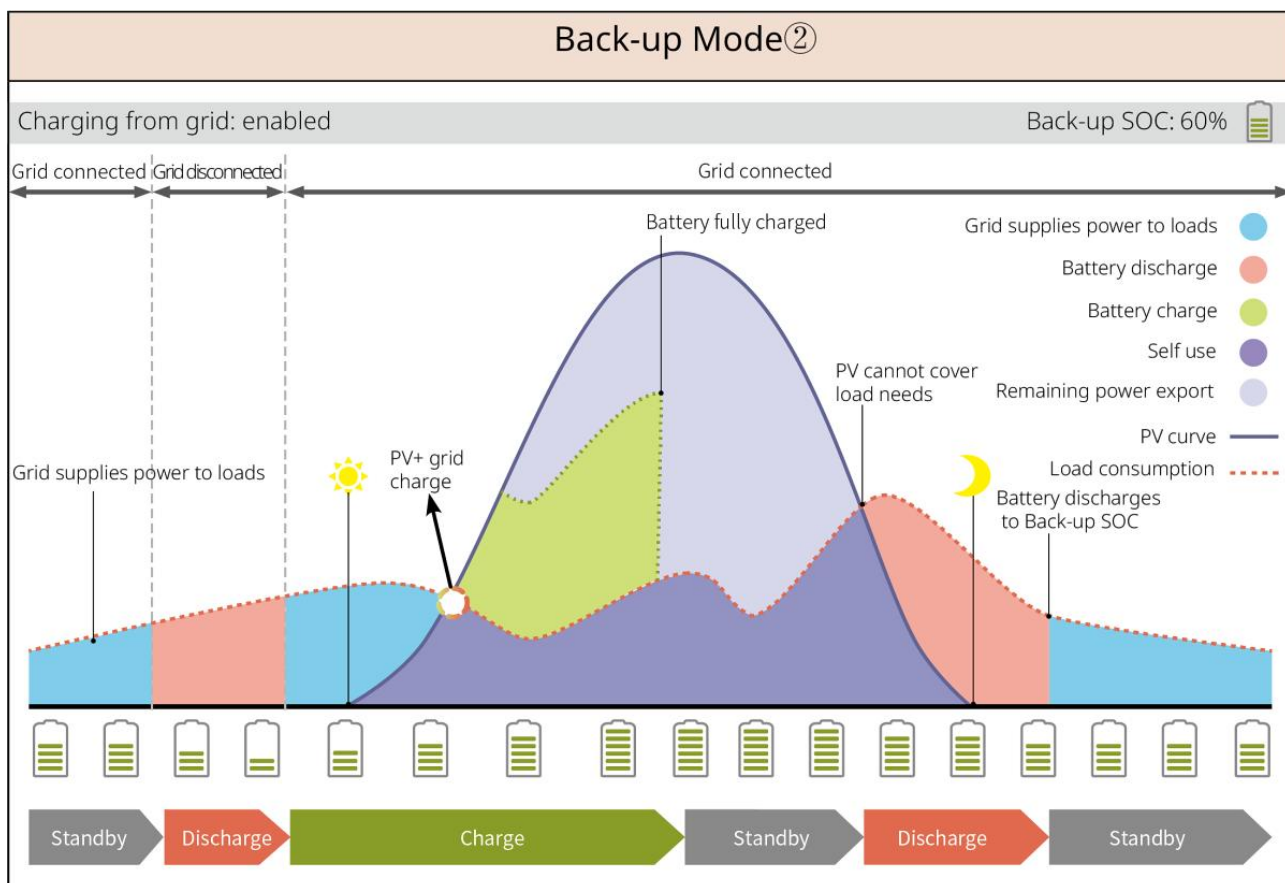 Back-up Mode②
Charging from grid: enabled
Back-up SOC: 60%
Grid connected
Grid disconnected
Grid connected
Battery fully charged
Grid supplies power to loads
Battery discharge
Battery charge
Self use
Remaining power export
PV curve
Load consumption
PV cannot cover
load needs
PV+ grid
charge
Grid supplies power to loads
Battery discharges
to Back-up SOC
Standby
Discharge
Charge
Standby
Discharge
Standby